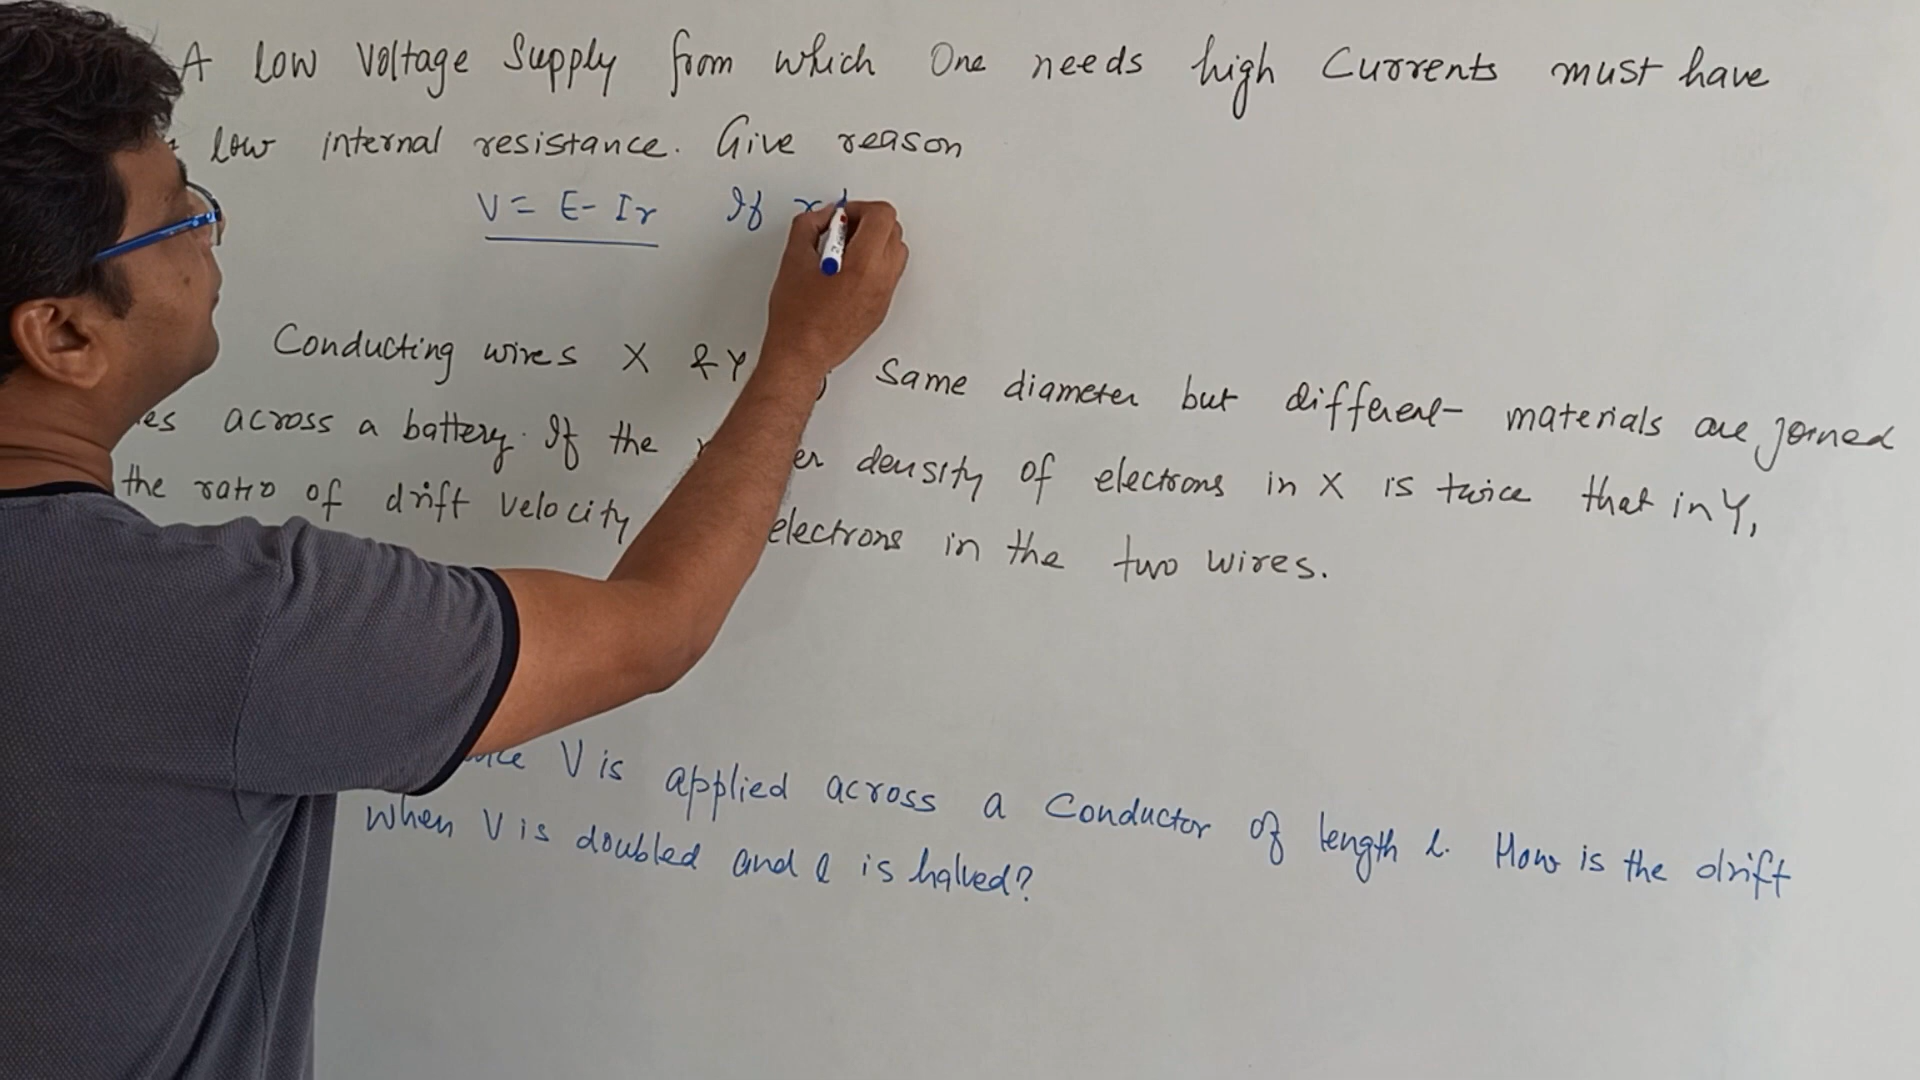 A low voltage Supply from which One needs high Currents must have
low internal resistance. Give reason
V = E- Ir If r
Conducting wires X & Y Same diameter but different materials are joined
across a battery. If the density of electrons in X is twice that in Y,
the ratio of drift velocity electrons in the two wires.
V is applied across a Conductor of length l. How is the drift
when V is doubled and l is halved?